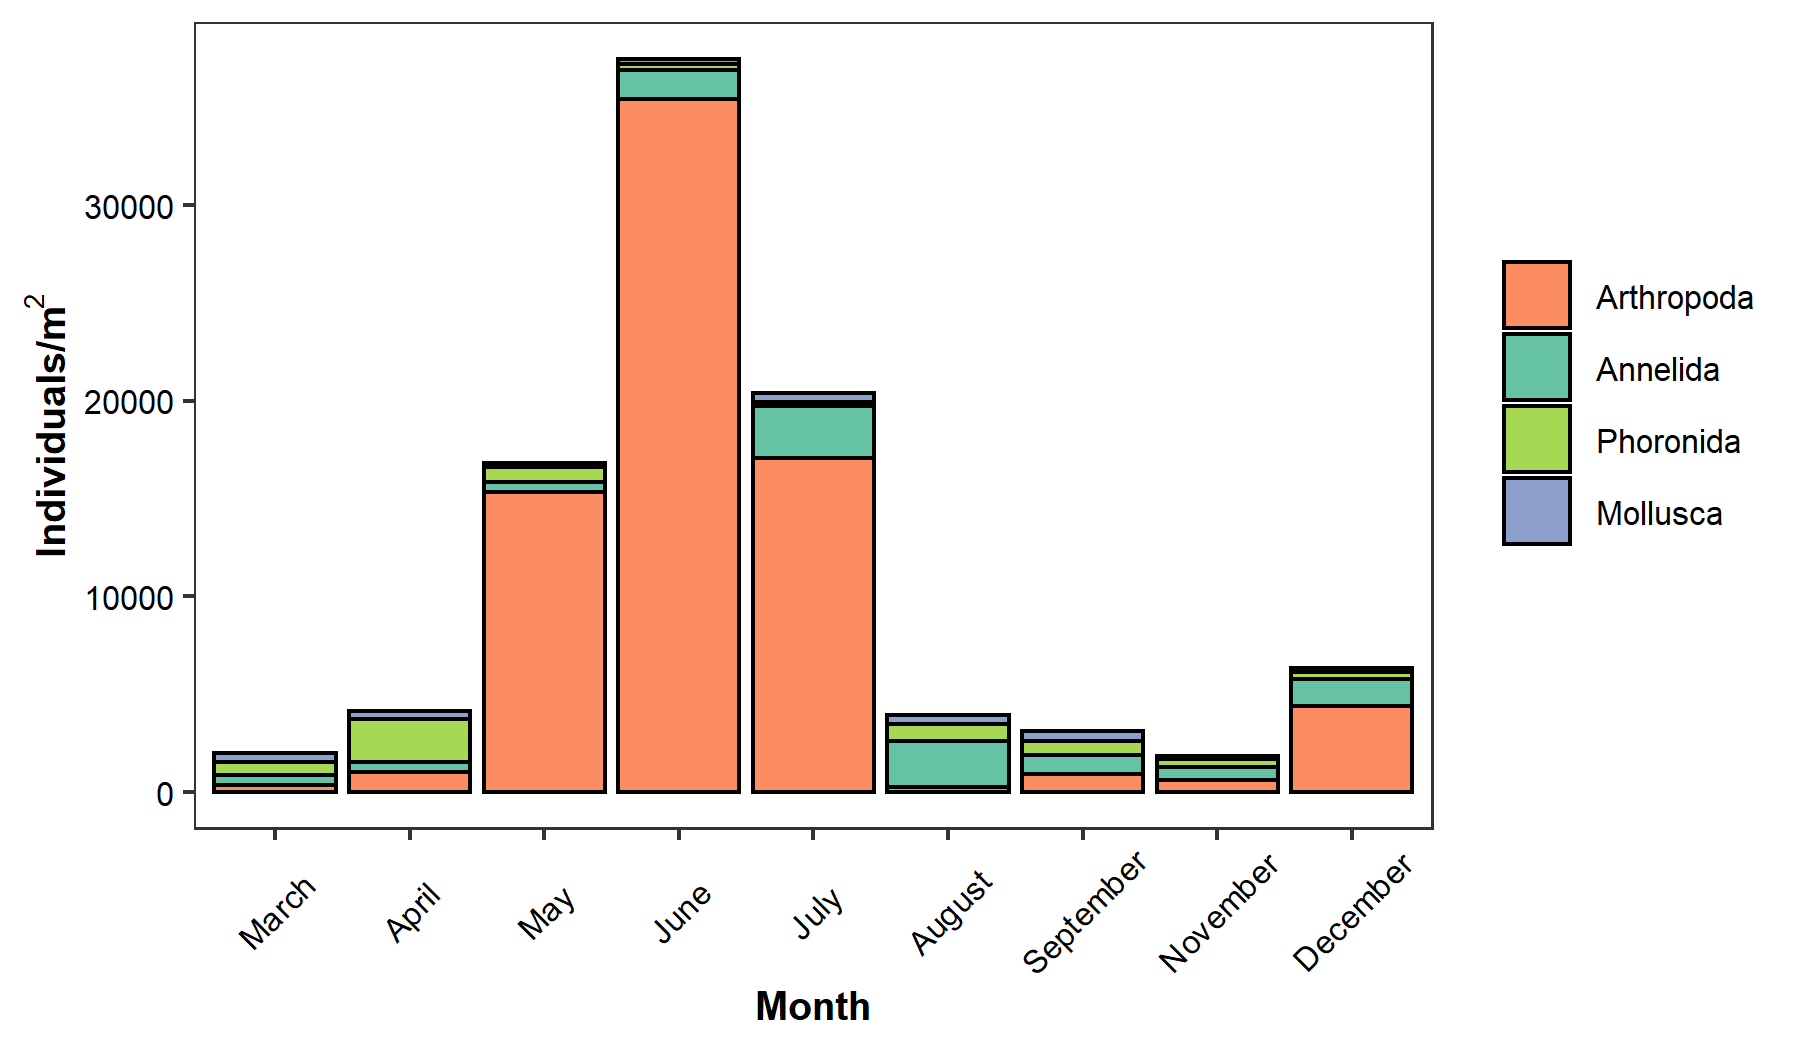 Individuals/m²
30000
20000
10000
0
March
April
May
June
July
August
September
November
December
Month
Arthropoda
Annelida
Phoronida
Mollusca